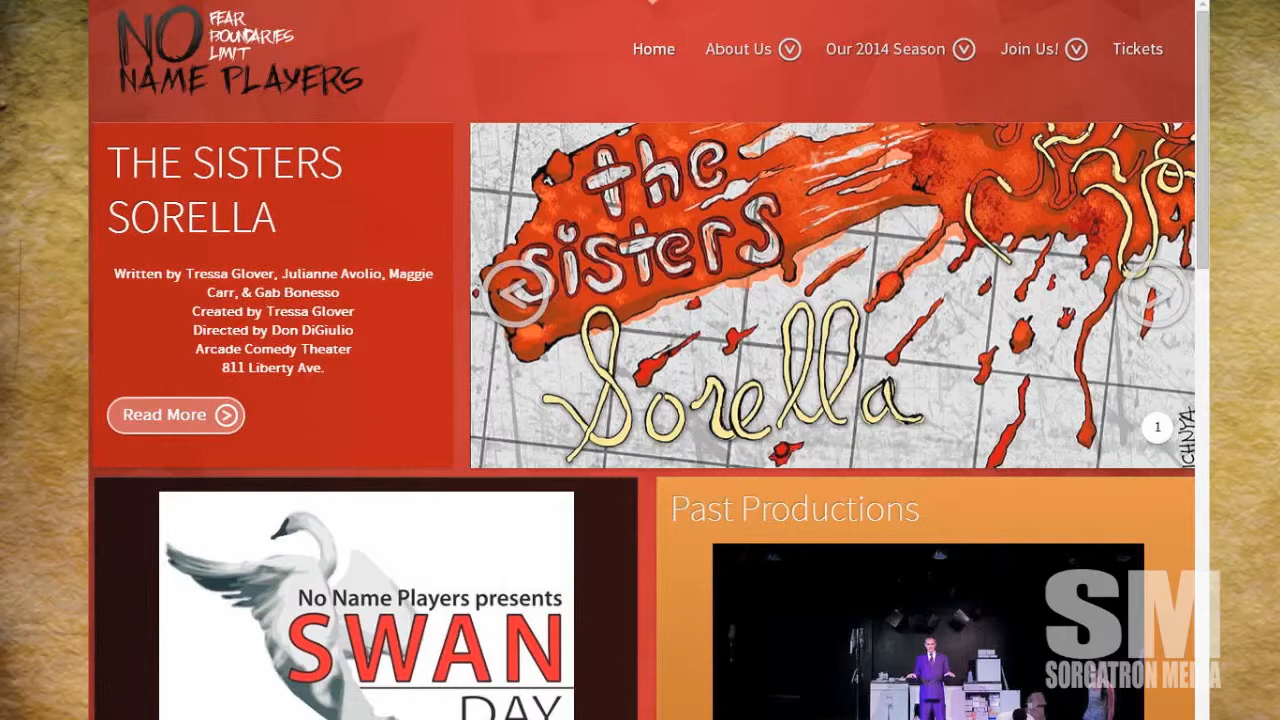 NO FEAR
BOUNDARIES
LIMIT
NAME PLAYERS
Home
About Us
Our 2014 Season
Join Us!
Tickets
THE SISTERS
SORELLA
Written by Tressa Glover, Julianne Avolio, Maggie
Carr, & Gab Bonesso
Created by Tressa Glover
Directed by Don DiGiulio
Arcade Comedy Theater
811 Liberty Ave.
Read More
the
sisters
Sorella
1
ICHNYA
No Name Players presents
SWAN
DAY
Past Productions
SM
SORGATRON MEDIA